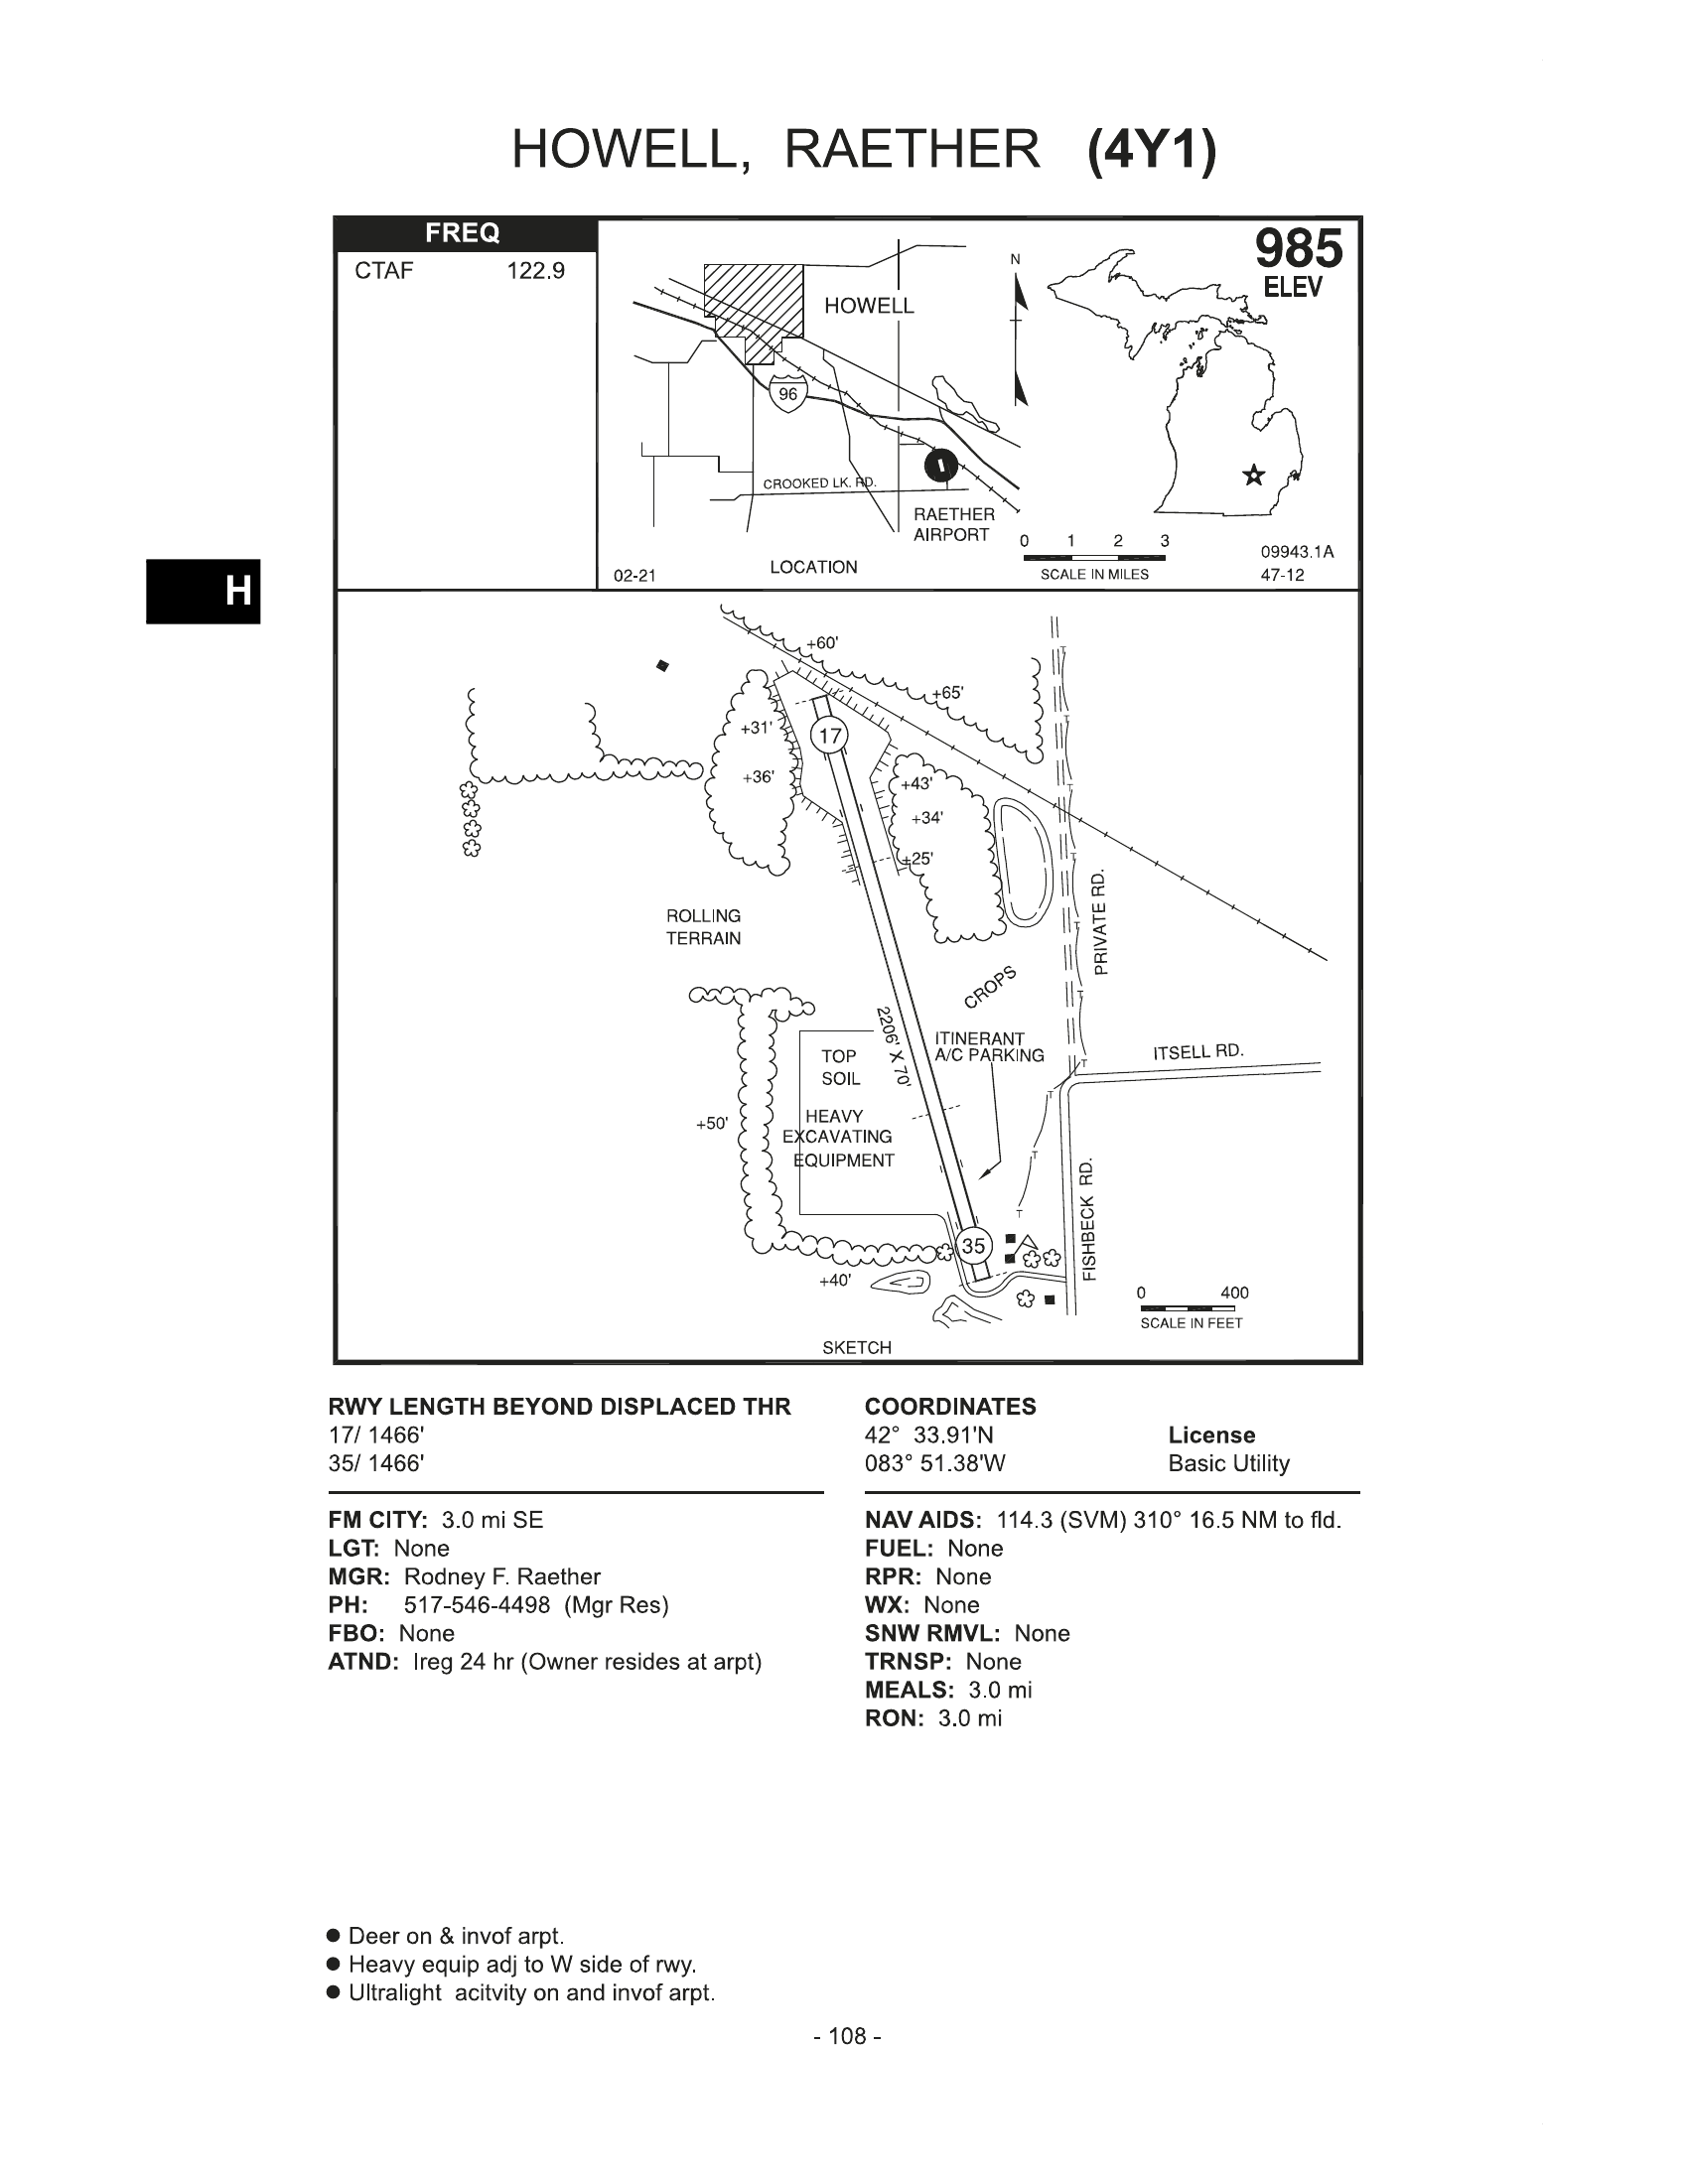 HOWELL, RAETHER (4Y1)
FREQ
CTAF 122.9
985
ELEV
N
HOWELL
96
CROOKED LK. RD.
RAETHER
AIRPORT
LOCATION
02-21
0 1 2 3
SCALE IN MILES
09943.1A
47-12
H
+60'
+65'
+31'
17
+36'
+43'
+34'
+25'
PRIVATE RD.
ROLLING
TERRAIN
CROPS
2206' X 70'
ITINERANT
A/C PARKING
ITSELL RD.
TOP
SOIL
+50'
HEAVY
EXCAVATING
EQUIPMENT
FISHBECK RD.
35
+40'
0 400
SCALE IN FEET
SKETCH
RWY LENGTH BEYOND DISPLACED THR
17/ 1466'
35/ 1466'
COORDINATES
42° 33.91'N
083° 51.38'W
License
Basic Utility
FM CITY: 3.0 mi SE
LGT: None
MGR: Rodney F. Raether
PH: 517-546-4498 (Mgr Res)
FBO: None
ATND: Ireg 24 hr (Owner resides at arpt)
NAV AIDS: 114.3 (SVM) 310° 16.5 NM to fld.
FUEL: None
RPR: None
WX: None
SNW RMVL: None
TRNSP: None
MEALS: 3.0 mi
RON: 3.0 mi
● Deer on & invof arpt.
● Heavy equip adj to W side of rwy.
● Ultralight acitvity on and invof arpt.
- 108 -